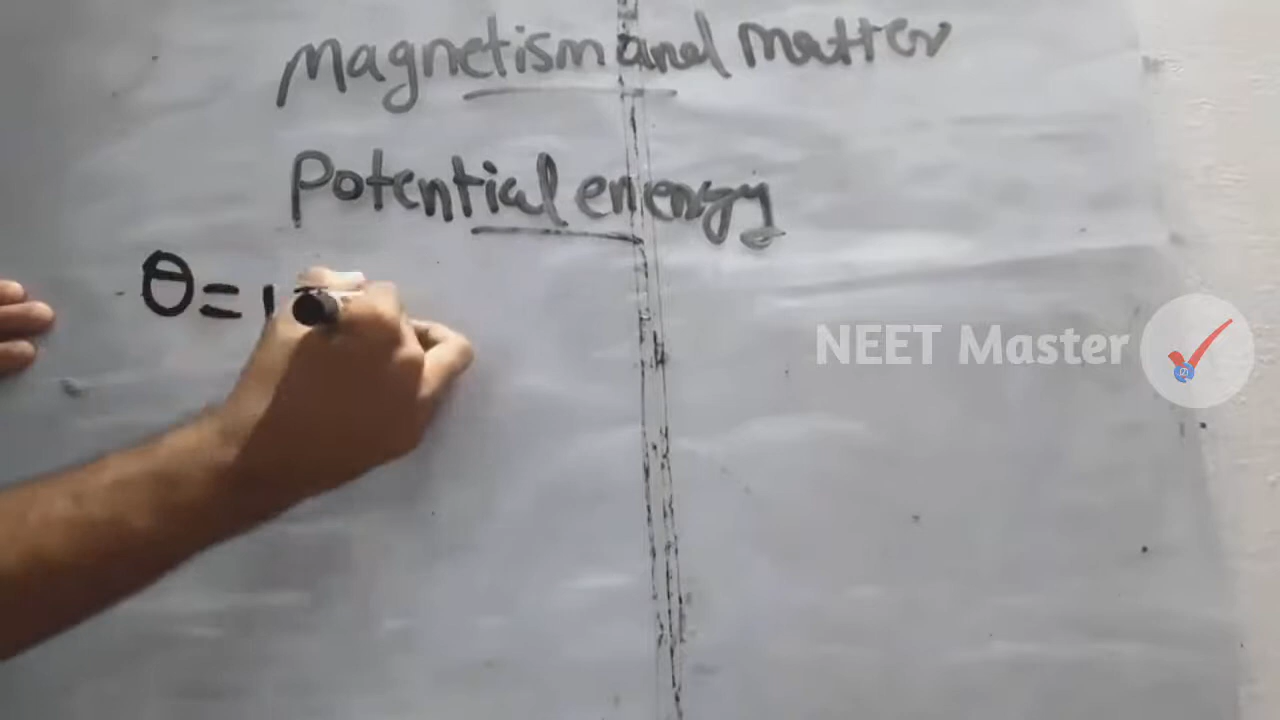 Magnetism and matter
Potential energy
θ =
NEET Master